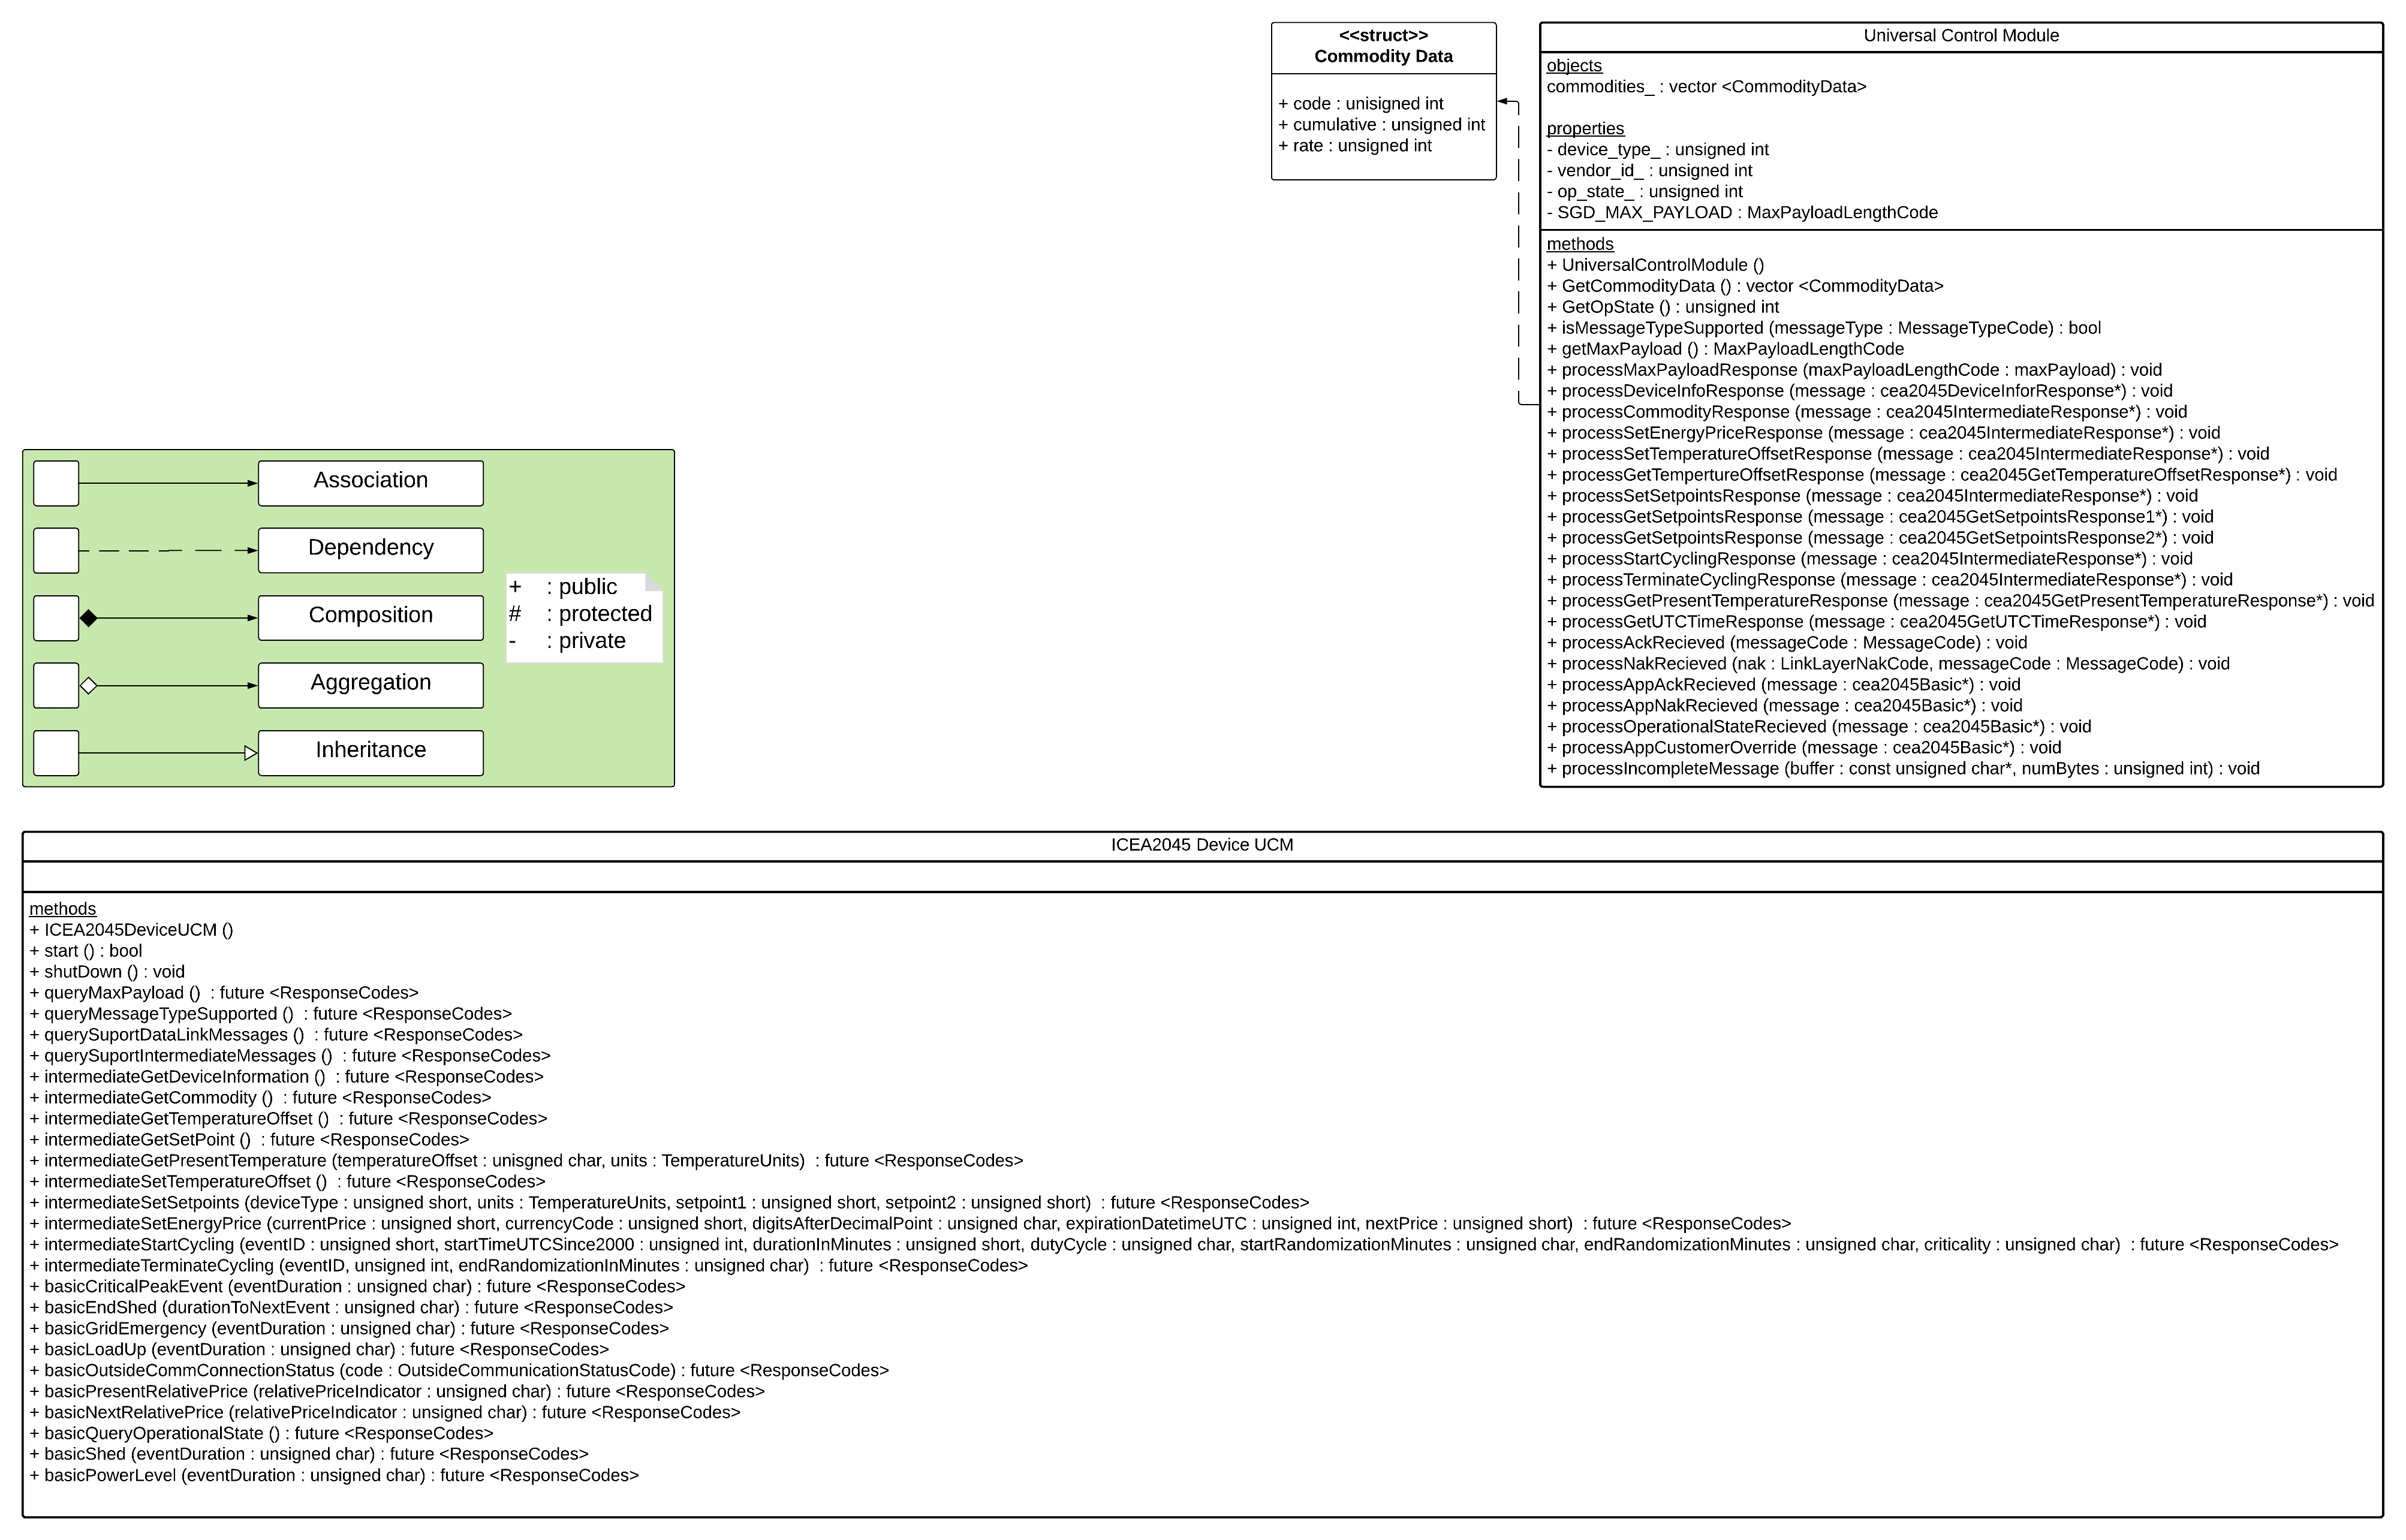 <<struct>>
Commodity Data
+ code : unisigned int
+ cumulative : unsigned int
+ rate : unsigned int
Universal Control Module
objects
commodities_ : vector <CommodityData>
properties
- device_type_ : unsigned int
- vendor_id_ : unsigned int
- op_state_ : unsigned int
- SGD_MAX_PAYLOAD : MaxPayloadLengthCode
methods
+ UniversalControlModule ()
+ GetCommodityData () : vector <CommodityData>
+ GetOpState () : unsigned int
+ isMessageTypeSupported (messageType : MessageTypeCode) : bool
+ getMaxPayload () : MaxPayloadLengthCode
+ processMaxPayloadResponse (maxPayloadLengthCode : maxPayload) : void
+ processDeviceInfoResponse (message : cea2045DeviceInforResponse*) : void
+ processCommodityResponse (message : cea2045IntermediateResponse*) : void
+ processSetEnergyPriceResponse (message : cea2045IntermediateResponse*) : void
+ processSetTemperatureOffsetResponse (message : cea2045IntermediateResponse*) : void
+ processGetTempertureOffsetResponse (message : cea2045GetTemperatureOffsetResponse*) : void
+ processSetSetpointsResponse (message : cea2045IntermediateResponse*) : void
+ processGetSetpointsResponse (message : cea2045GetSetpointsResponse1*) : void
+ processGetSetpointsResponse (message : cea2045GetSetpointsResponse2*) : void
+ processStartCyclingResponse (message : cea2045IntermediateResponse*) : void
+ processTerminateCyclingResponse (message : cea2045IntermediateResponse*) : void
+ processGetPresentTemperatureResponse (message : cea2045GetPresentTemperatureResponse*) : void
+ processGetUTCTimeResponse (message : cea2045GetUTCTimeResponse*) : void
+ processAckRecieved (messageCode : MessageCode) : void
+ processNakRecieved (nak : LinkLayerNakCode, messageCode : MessageCode) : void
+ processAppAckRecieved (message : cea2045Basic*) : void
+ processAppNakRecieved (message : cea2045Basic*) : void
+ processOperationalStateRecieved (message : cea2045Basic*) : void
+ processAppCustomerOverride (message : cea2045Basic*) : void
+ processIncompleteMessage (buffer : const unsigned char*, numBytes : unsigned int) : void
Association
Dependency
Composition
Aggregation
Inheritance
+ : public
# : protected
- : private
ICEA2045 Device UCM
methods
+ ICEA2045DeviceUCM ()
+ start () : bool
+ shutDown () : void
+ queryMaxPayload () : future <ResponseCodes>
+ queryMessageTypeSupported () : future <ResponseCodes>
+ querySuportDataLinkMessages () : future <ResponseCodes>
+ querySuportIntermediateMessages () : future <ResponseCodes>
+ intermediateGetDeviceInformation () : future <ResponseCodes>
+ intermediateGetCommodity () : future <ResponseCodes>
+ intermediateGetTemperatureOffset () : future <ResponseCodes>
+ intermediateGetSetPoint () : future <ResponseCodes>
+ intermediateGetPresentTemperature (temperatureOffset : unisgned char, units : TemperatureUnits) : future <ResponseCodes>
+ intermediateSetTemperatureOffset () : future <ResponseCodes>
+ intermediateSetSetpoints (deviceType : unsigned short, units : TemperatureUnits, setpoint1 : unsigned short, setpoint2 : unsigned short) : future <ResponseCodes>
+ intermediateSetEnergyPrice (currentPrice : unsigned short, currencyCode : unsigned short, digitsAfterDecimalPoint : unsigned char, expirationDatetimeUTC : unsigned int, nextPrice : unsigned short) : future <ResponseCodes>
+ intermediateStartCycling (eventID : unsigned short, startTimeUTCSince2000 : unsigned int, durationInMinutes : unsigned short, dutyCycle : unsigned char, startRandomizationMinutes : unsigned char, endRandomizationMinutes : unsigned char, criticality : unsigned char) : future <ResponseCodes>
+ intermediateTerminateCycling (eventID, unsigned int, endRandomizationInMinutes : unsigned char) : future <ResponseCodes>
+ basicCriticalPeakEvent (eventDuration : unsigned char) : future <ResponseCodes>
+ basicEndShed (durationToNextEvent : unsigned char) : future <ResponseCodes>
+ basicGridEmergency (eventDuration : unsigned char) : future <ResponseCodes>
+ basicLoadUp (eventDuration : unsigned char) : future <ResponseCodes>
+ basicOutsideCommConnectionStatus (code : OutsideCommunicationStatusCode) : future <ResponseCodes>
+ basicPresentRelativePrice (relativePriceIndicator : unsigned char) : future <ResponseCodes>
+ basicNextRelativePrice (relativePriceIndicator : unsigned char) : future <ResponseCodes>
+ basicQueryOperationalState () : future <ResponseCodes>
+ basicShed (eventDuration : unsigned char) : future <ResponseCodes>
+ basicPowerLevel (eventDuration : unsigned char) : future <ResponseCodes>